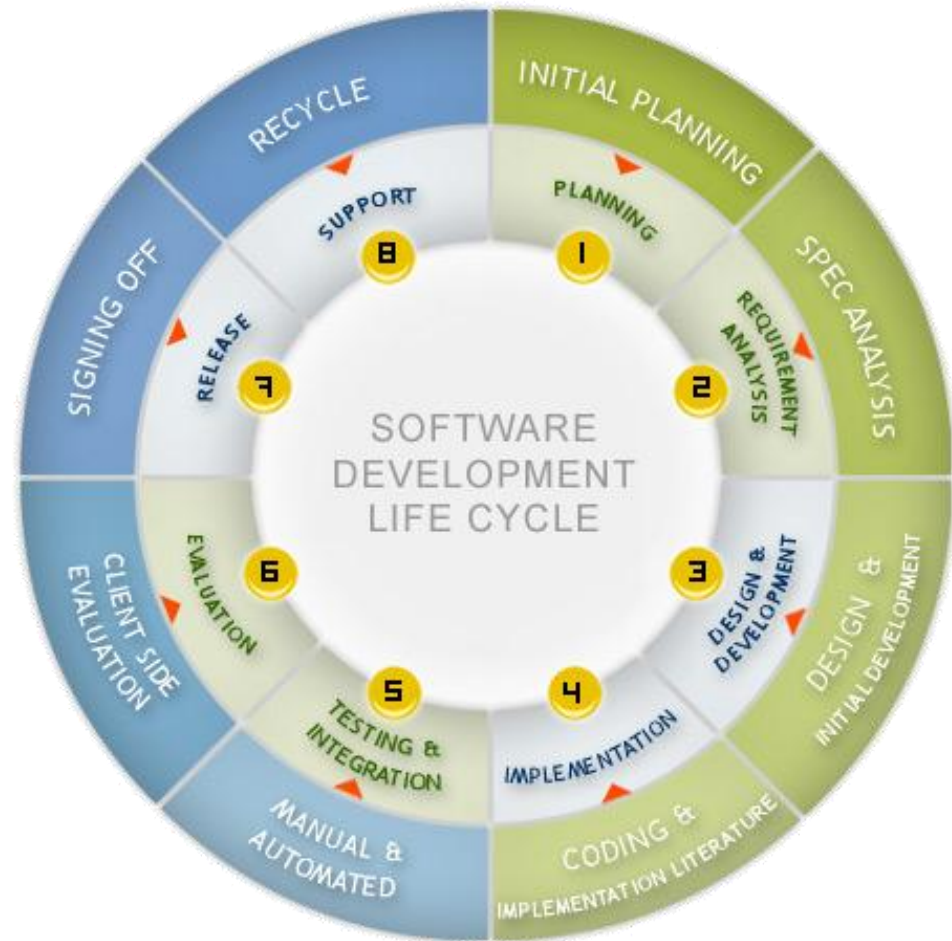 SOFTWARE
DEVELOPMENT
LIFE CYCLE
INITIAL PLANNING
PLANNING
1
SPEC ANALYSIS
REQUIREMENT
ANALYSIS
2
DESIGN &
INITIAL DEVELOPMENT
DESIGN &
DEVELOPMENT
3
CODING &
IMPLEMENTATION LITERATURE
IMPLEMENTATION
4
MANUAL &
AUTOMATED
TESTING &
INTEGRATION
5
CLIENT SIDE
EVALUATION
EVALUATION
6
SIGNING OFF
RELEASE
7
RECYCLE
SUPPORT
8